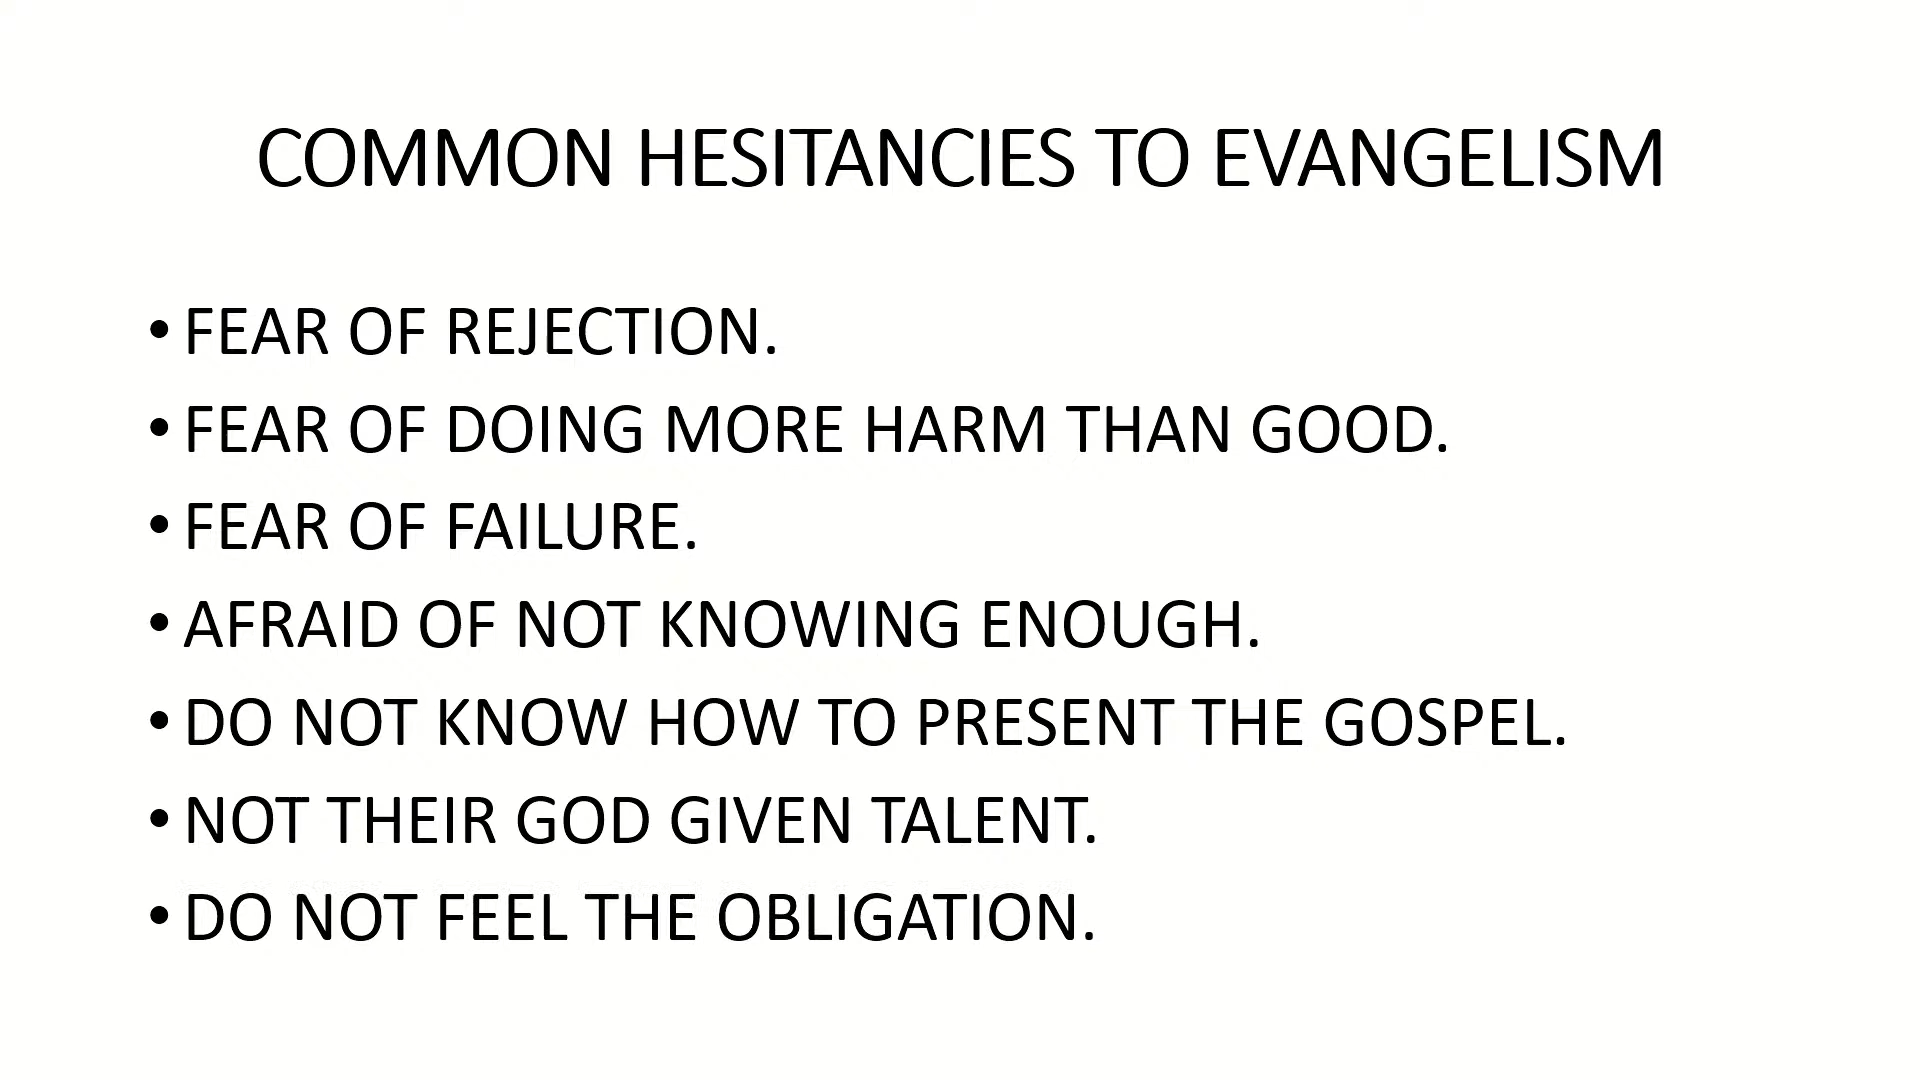 COMMON HESITANCIES TO EVANGELISM
• FEAR OF REJECTION.
• FEAR OF DOING MORE HARM THAN GOOD.
• FEAR OF FAILURE.
• AFRAID OF NOT KNOWING ENOUGH.
• DO NOT KNOW HOW TO PRESENT THE GOSPEL.
• NOT THEIR GOD GIVEN TALENT.
• DO NOT FEEL THE OBLIGATION.